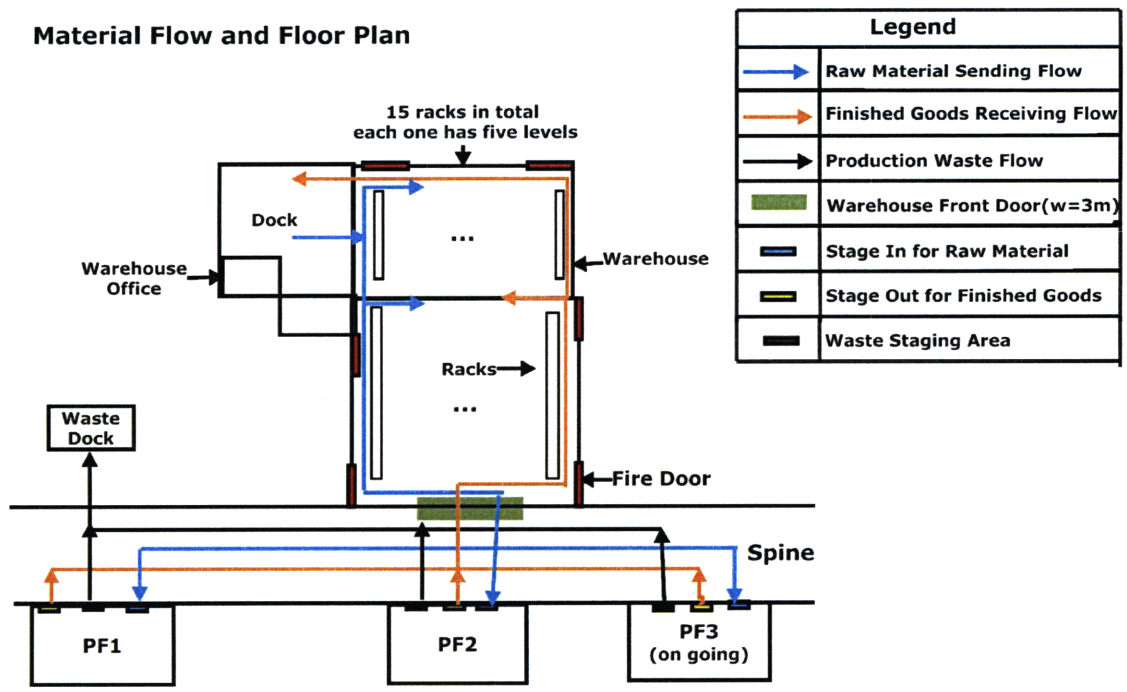 Material Flow and Floor Plan
Legend
Raw Material Sending Flow
Finished Goods Receiving Flow
Production Waste Flow
Warehouse Front Door(w=3m)
Stage In for Raw Material
Stage Out for Finished Goods
Waste Staging Area
15 racks in total
each one has five levels
Dock
...
Warehouse
Office
Warehouse
Racks
...
Waste
Dock
Fire Door
Spine
PF1
PF2
PF3
(on going)